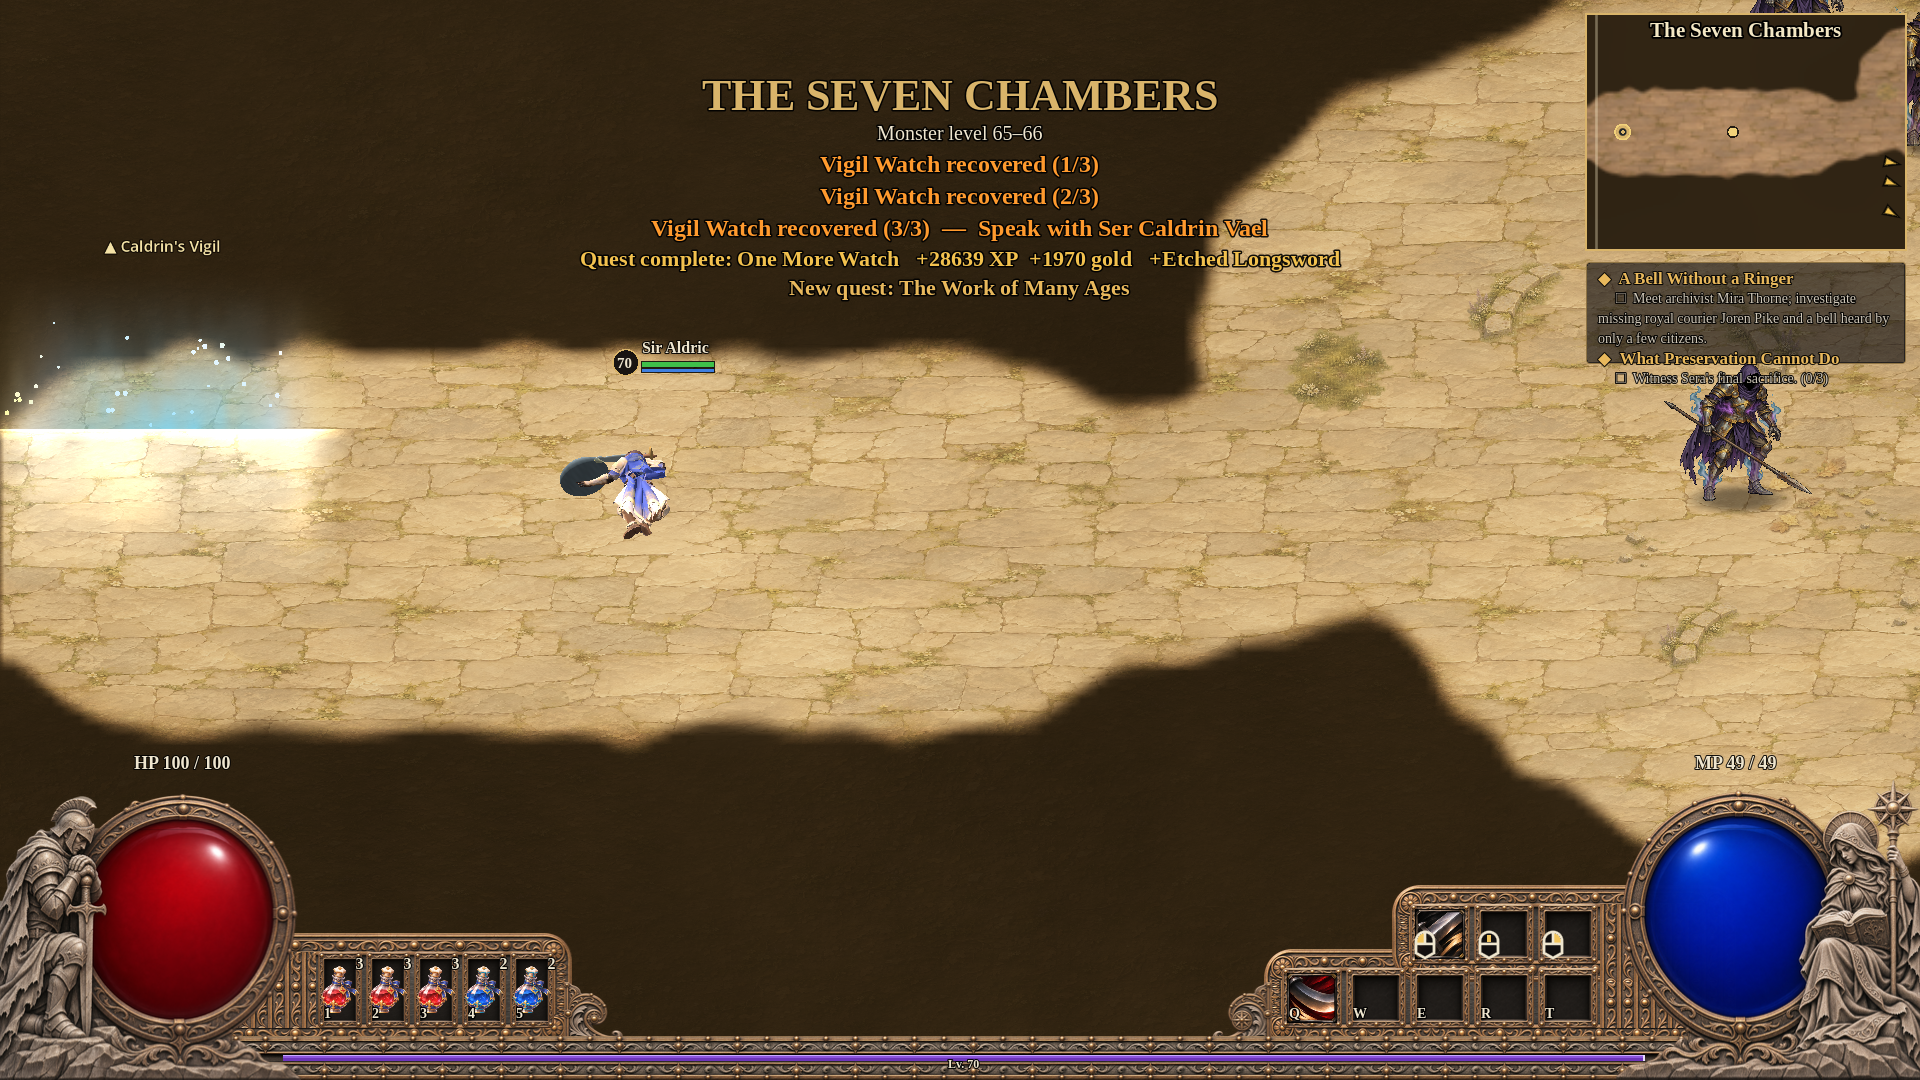 The Seven Chambers
THE SEVEN CHAMBERS
Monster level 65–66
Vigil Watch recovered (1/3)
Vigil Watch recovered (2/3)
Vigil Watch recovered (3/3) — Speak with Ser Caldrin Vael
Quest complete: One More Watch +28639 XP +1970 gold +Etched Longsword
New quest: The Work of Many Ages
▲ Caldrin's Vigil
◆ A Bell Without a Ringer
Meet archivist Mira Thorne; investigate
missing royal courier Joren Pike and a bell heard by
only a few citizens.
◆ What Preservation Cannot Do
Witness Sera's final sacrifice. (0/3)
Sir Aldric
70
HP 100 / 100
MP 49 / 49
3 3 3 2 2
1 2 3 4 5
Q W E R T
Lv. 70